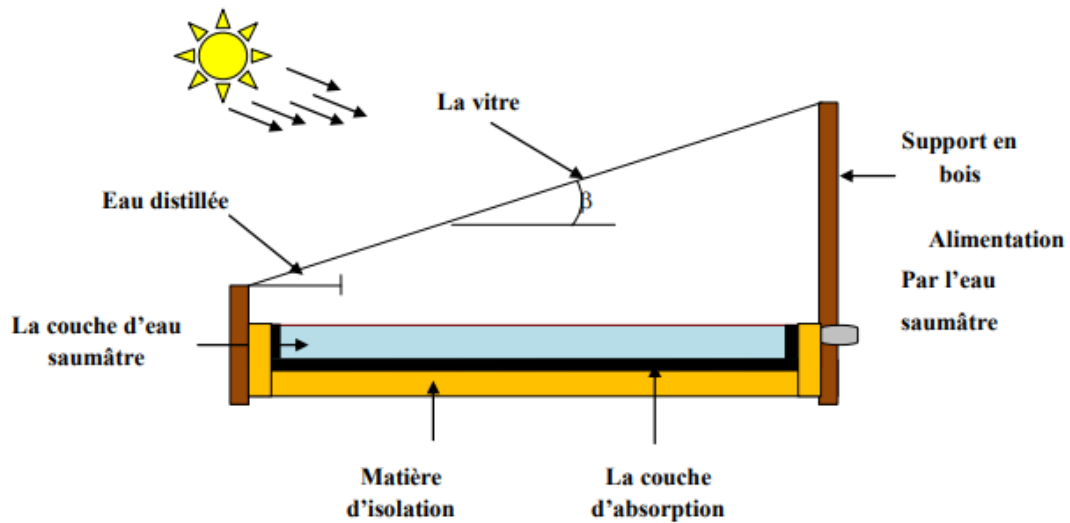 La vitre
Support en
bois
Eau distillée
β
Alimentation
Par l'eau
saumâtre
La couche d'eau
saumâtre
Matière
d'isolation
La couche
d'absorption